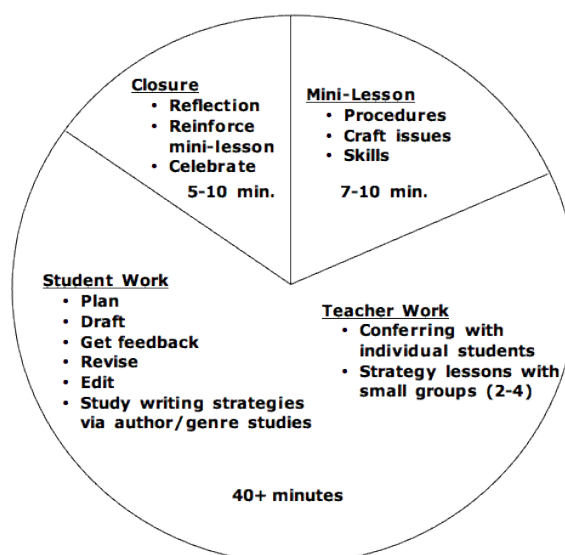 Closure
• Reflection
• Reinforce
mini-lesson
• Celebrate
5-10 min.
Mini-Lesson
• Procedures
• Craft issues
• Skills
7-10 min.
Student Work
• Plan
• Draft
• Get feedback
• Revise
• Edit
• Study writing strategies
via author/genre studies
Teacher Work
• Conferring with
individual students
• Strategy lessons with
small groups (2-4)
40+ minutes